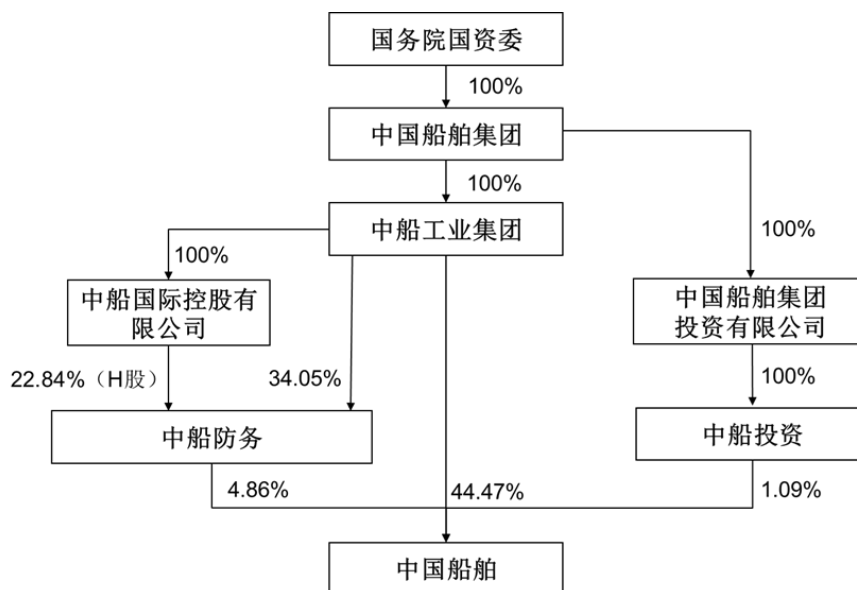 国务院国资委
100%
中国船舶集团
100%
中船工业集团
100%
100%
中船国际控股有
限公司
中国船舶集团
投资有限公司
22.84%（H股）
34.05%
100%
中船防务
中船投资
4.86%
44.47%
1.09%
中国船舶